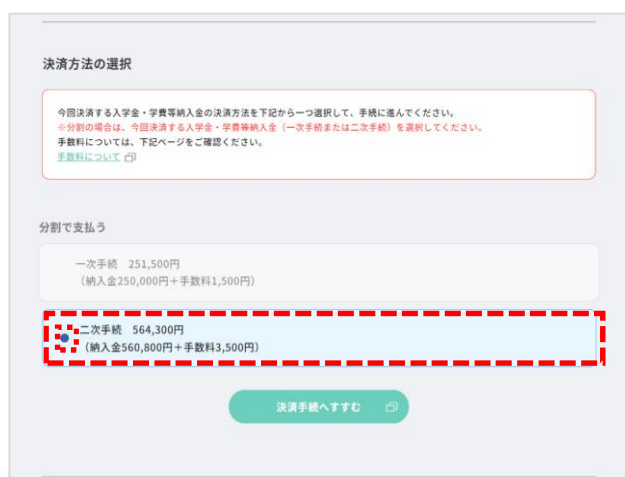 決済方法の選択
今回決済する入学金・学費等納入金の決済方法を下記から一つ選択して、手続に進んでください。
※分割の場合は、今回決済する入学金・学費等納入金（一次手続または二次手続）を選択してください。
手数料については、下記ページをご確認ください。
手数料について
分割で支払う
一次手続　251,500円
（納入金250,000円＋手数料1,500円）
二次手続　564,300円
（納入金560,800円＋手数料3,500円）
決済手続へすすむ